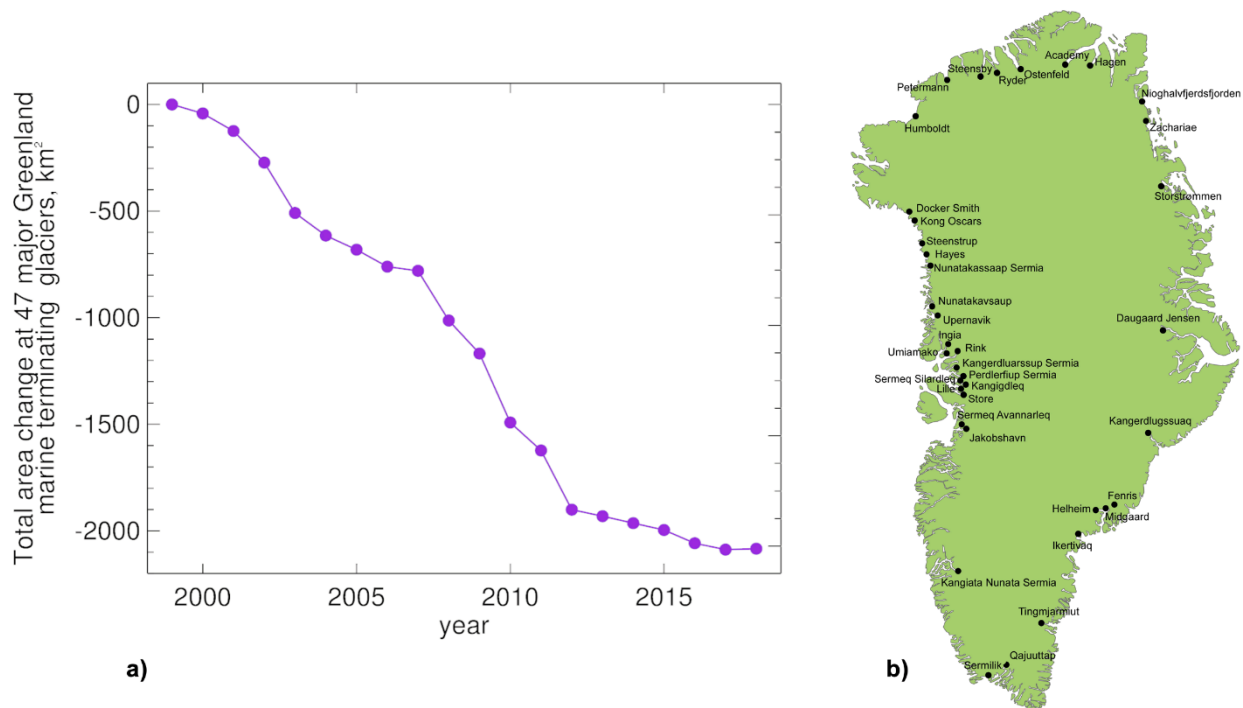 Total area change at 47 major Greenland
marine terminating glaciers, km²
0
-500
-1000
-1500
-2000
2000
2005
2010
2015
year
a)
Academy
Hagen
Steensby
Ostenfeld
Ryder
Petermann
Nioghalvfjerdsfjorden
Humboldt
Zachariae
Storstrømmen
Docker Smith
Kong Oscars
Steenstrup
Hayes
Nunatakassaap Sermia
Nunatakavsaup
Upernavik
Daugaard Jensen
Ingia
Rink
Umiamako
Kangerdluarssup Sermia
Perdlerfiup Sermia
Sermeq Silardleq
Kangigdleq
Lille
Store
Sermeq Avannarleq
Jakobshavn
Kangerdlugssuaq
Fenris
Helheim
Midgaard
Ikertivaq
Kangiata Nunata Sermia
Tingmjarmiut
Qajuuttap
Sermilik
b)